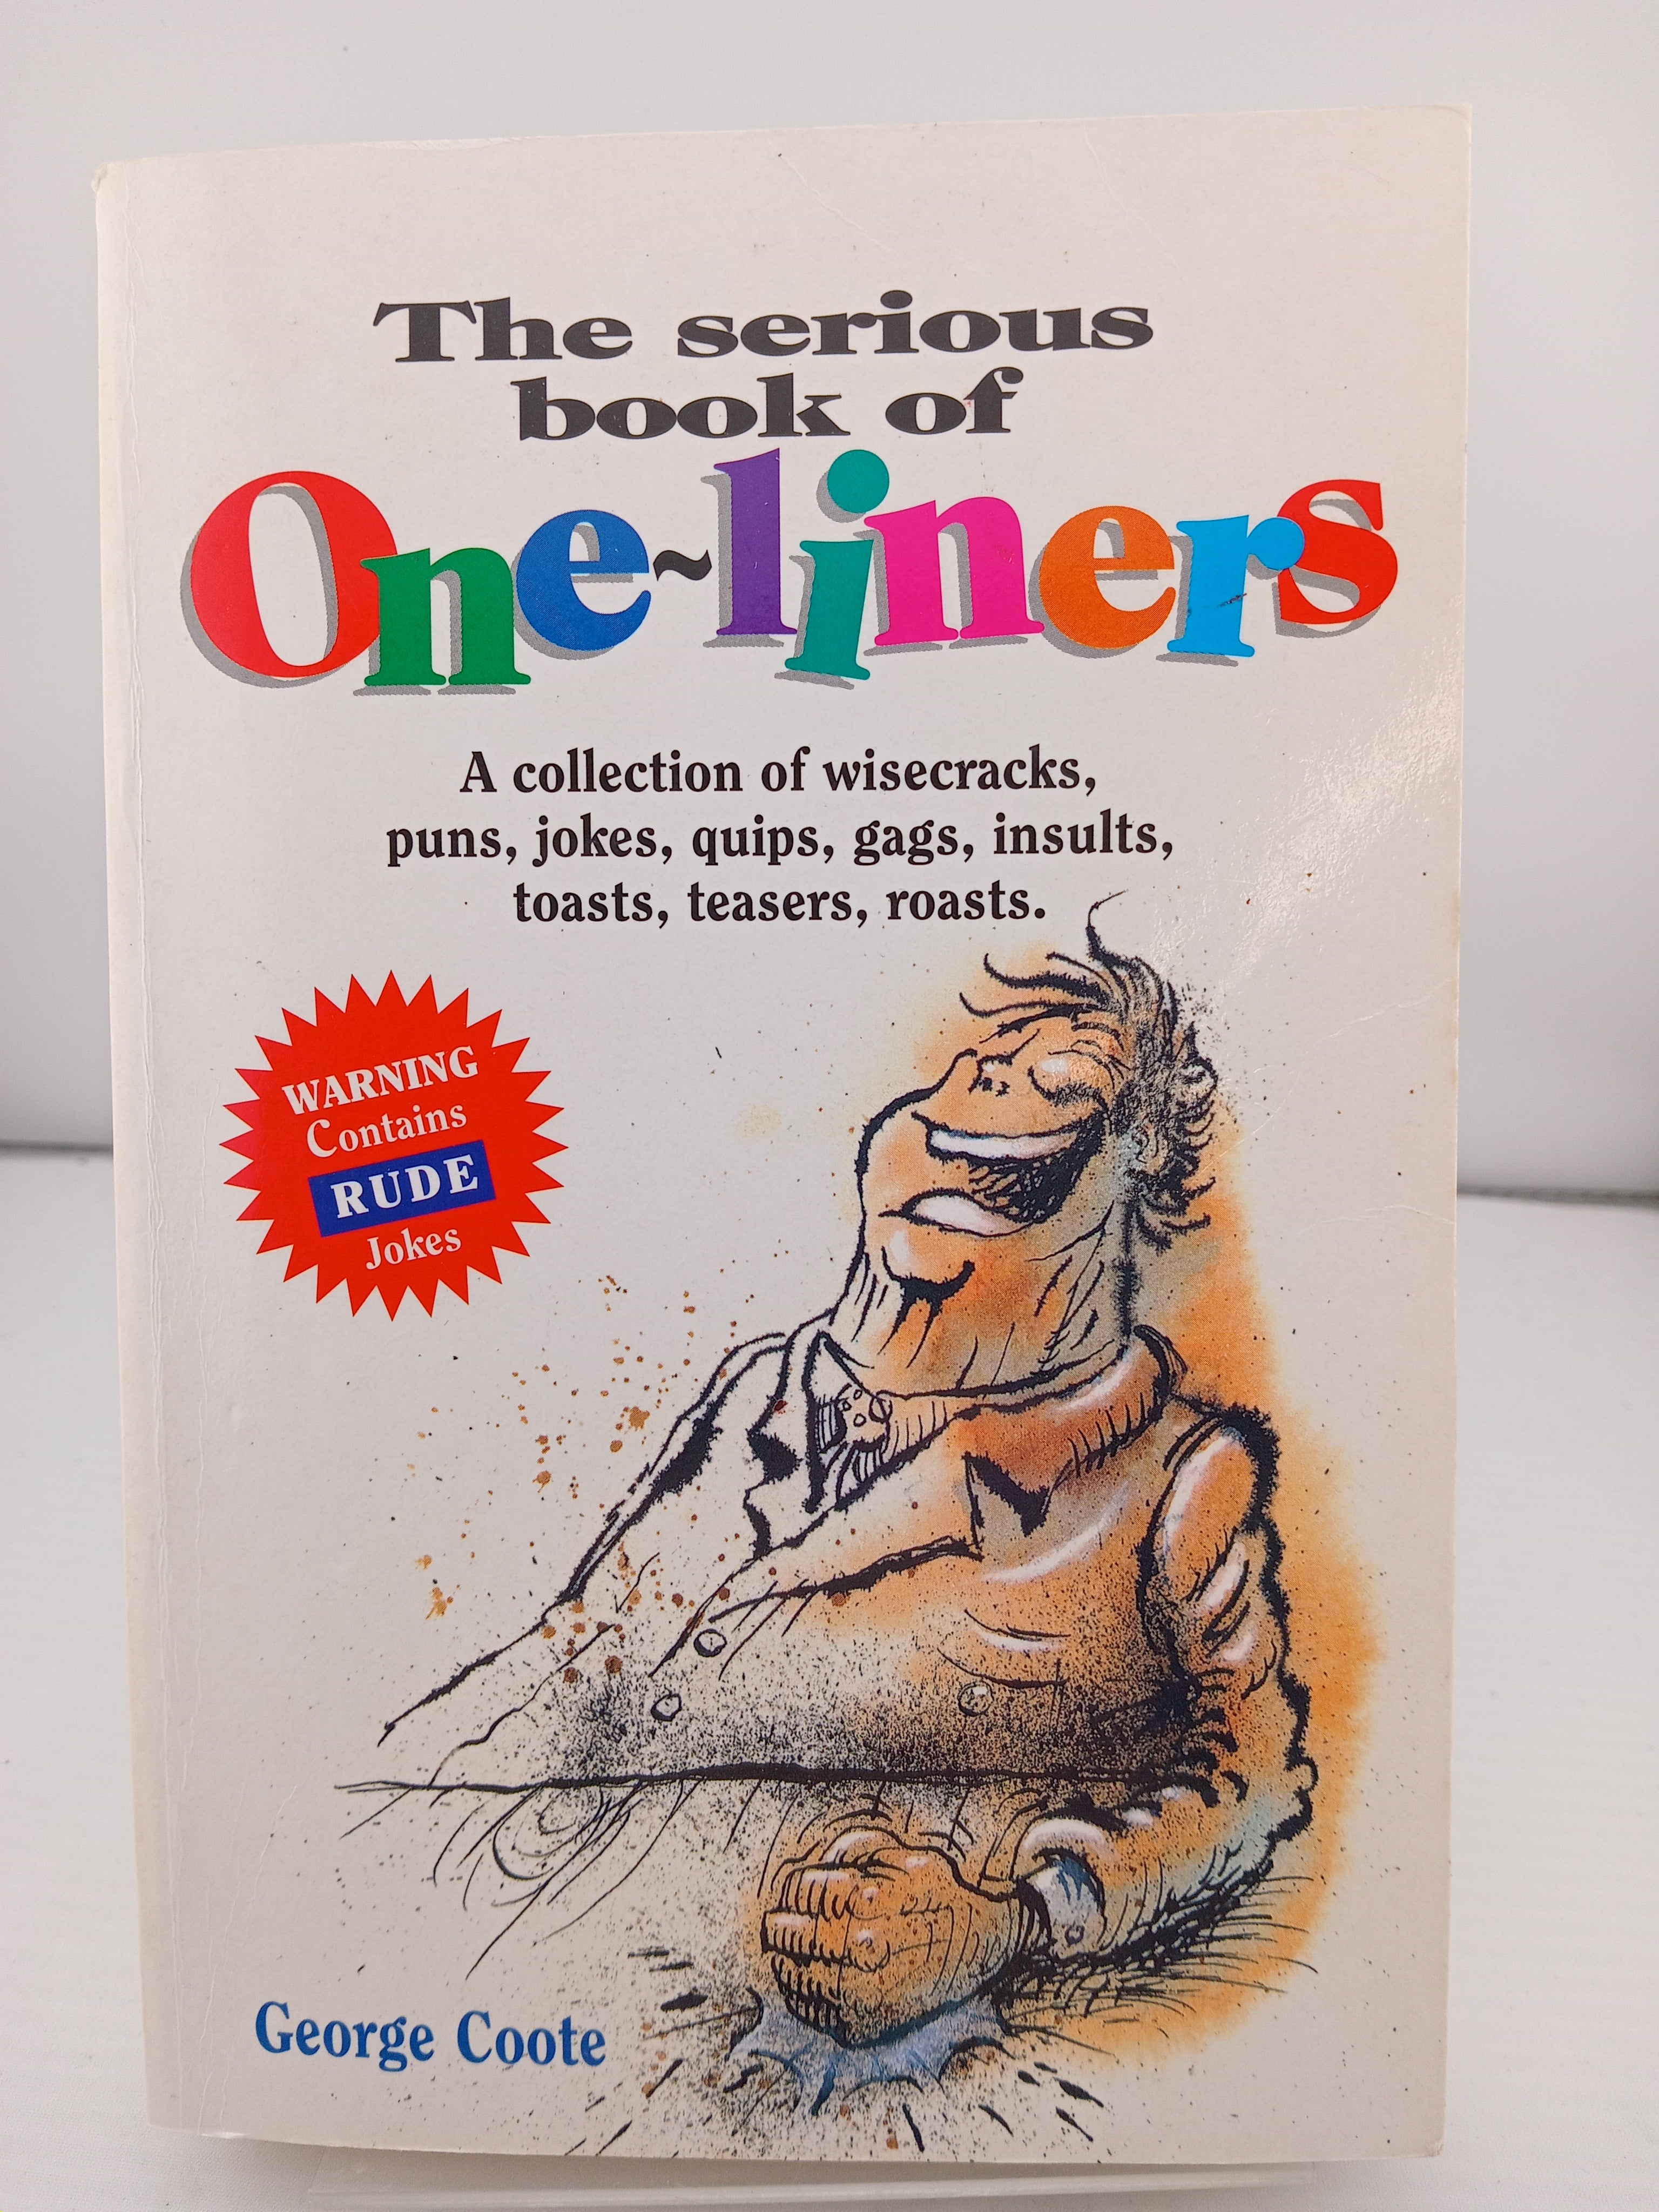 The serious
book of
One~liners
A collection of wisecracks,
puns, jokes, quips, gags, insults,
toasts, teasers, roasts.
WARNING
Contains
RUDE
Jokes
George Coote